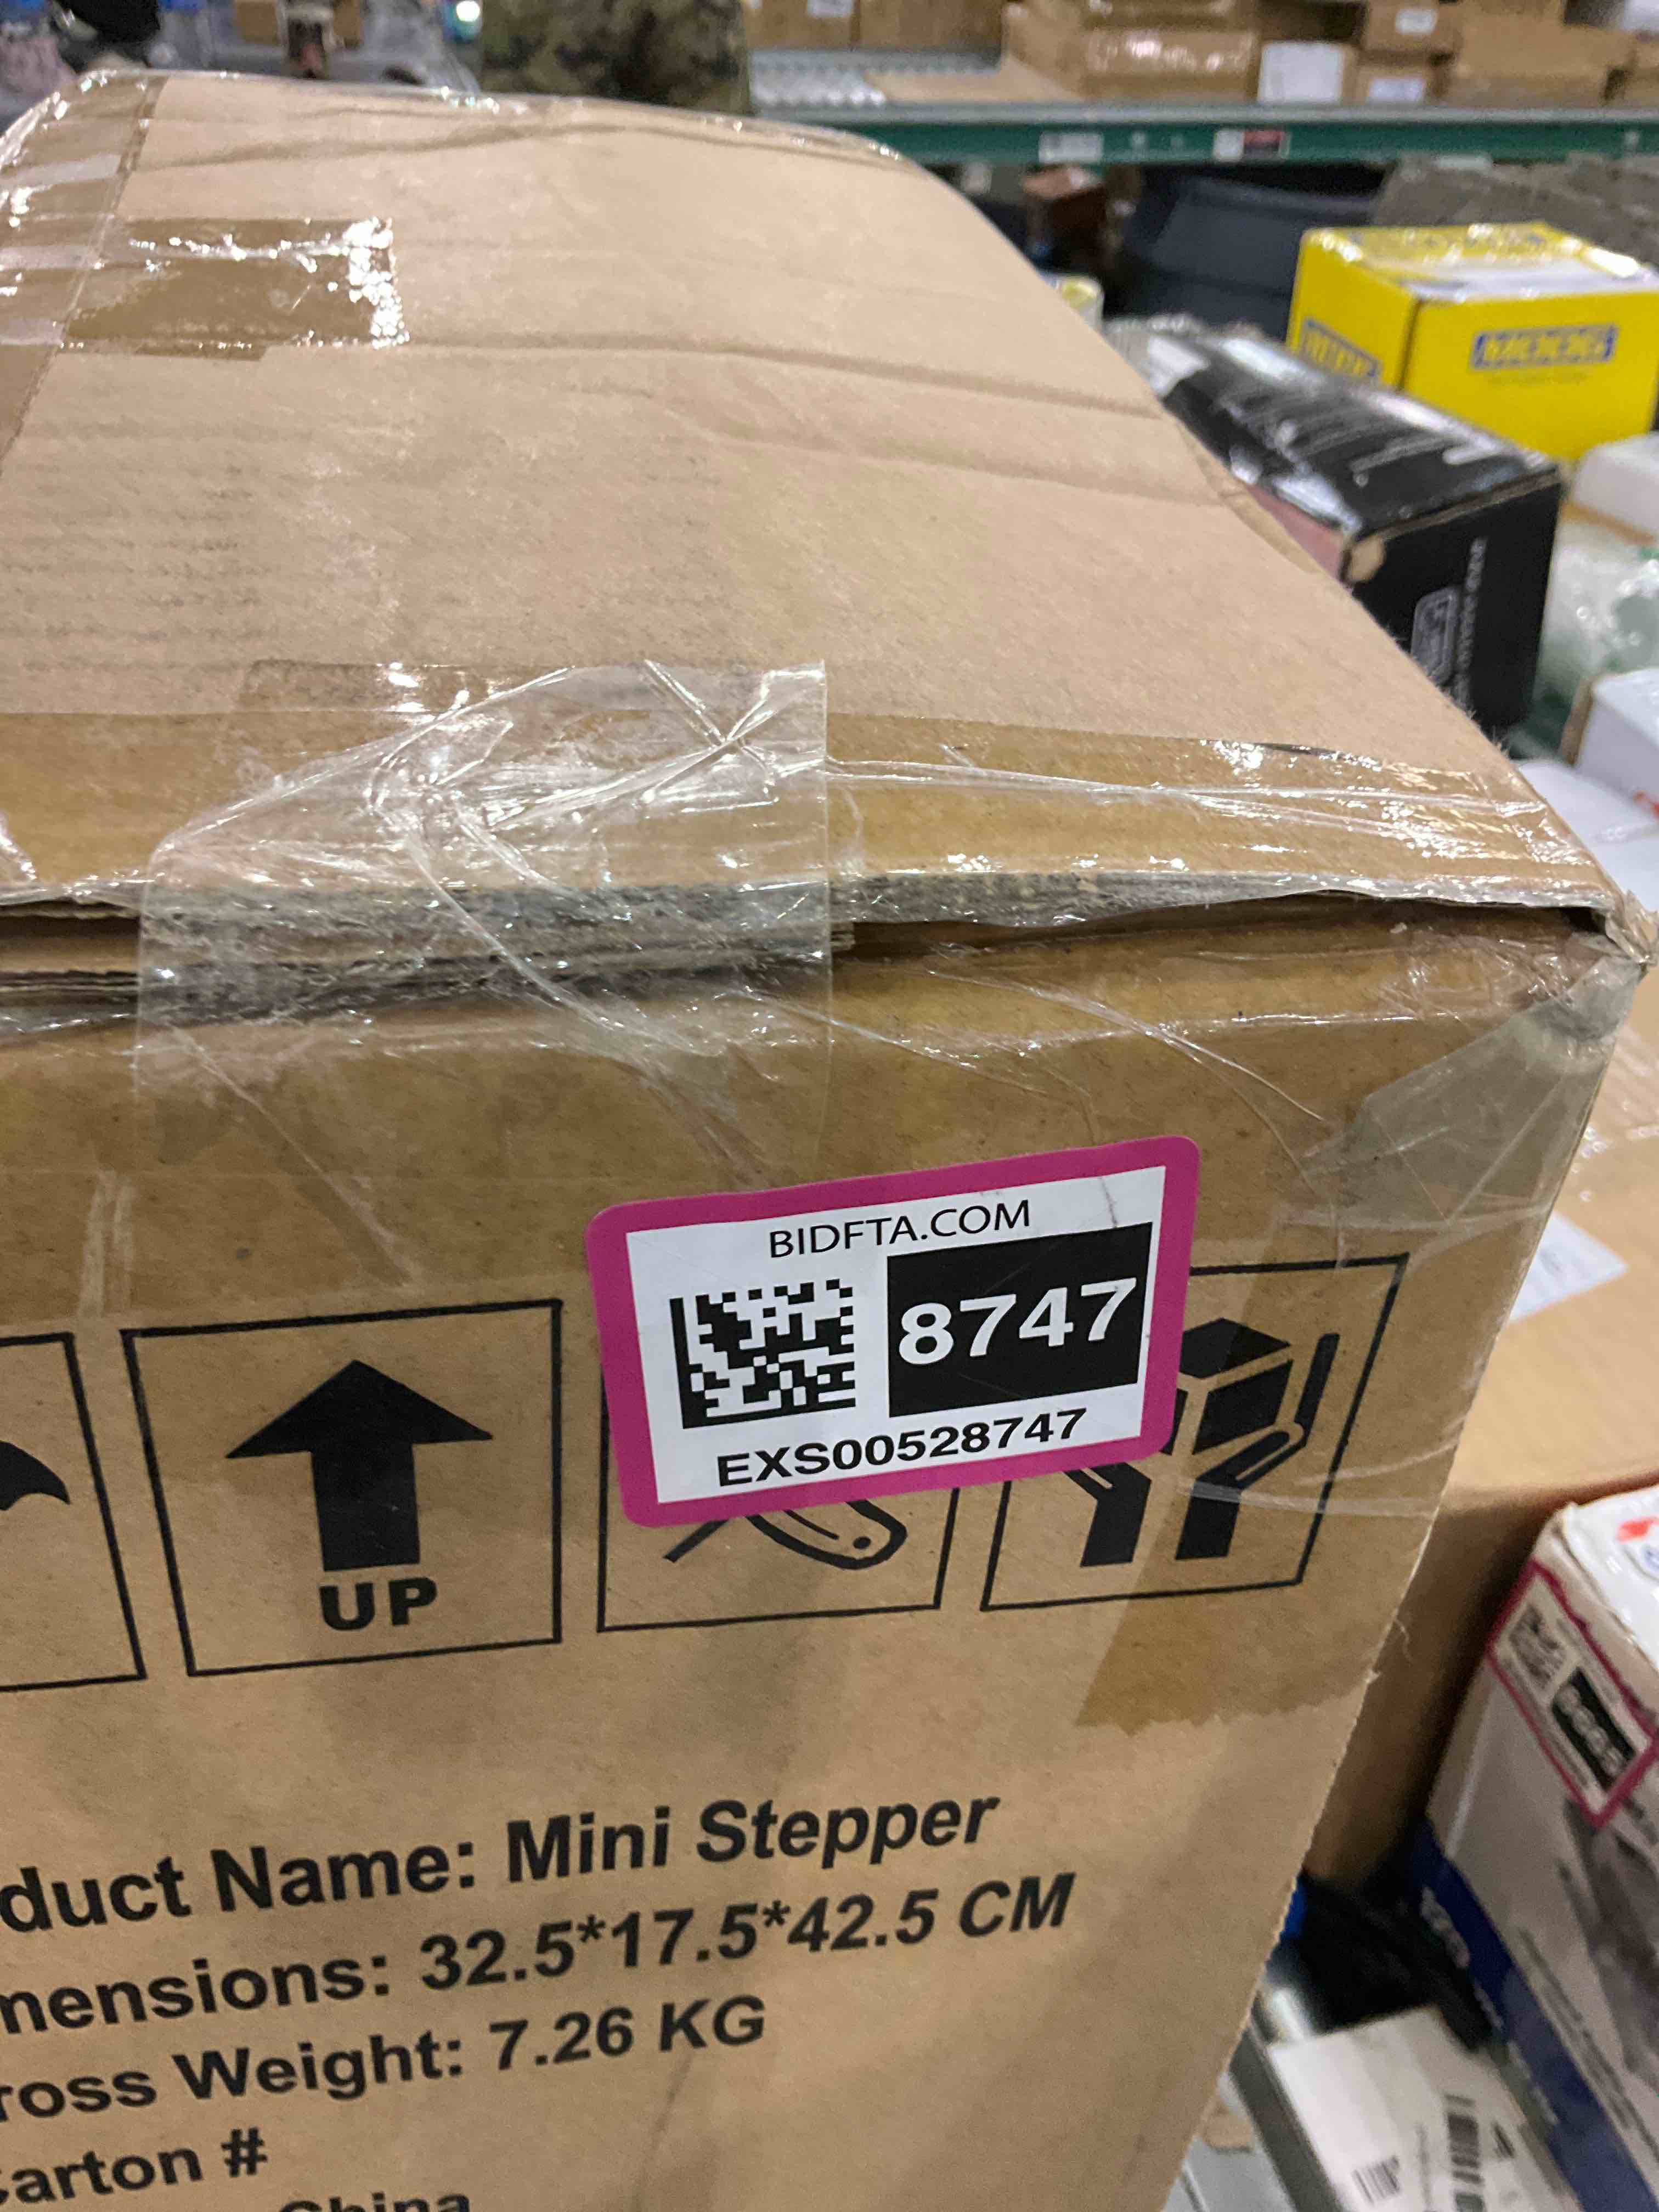 BIDFTA.COM
8747
EXS00528747
UP
duct Name: Mini Stepper
mensions: 32.5*17.5*42.5 CM
ross Weight: 7.26 KG
arton #
China